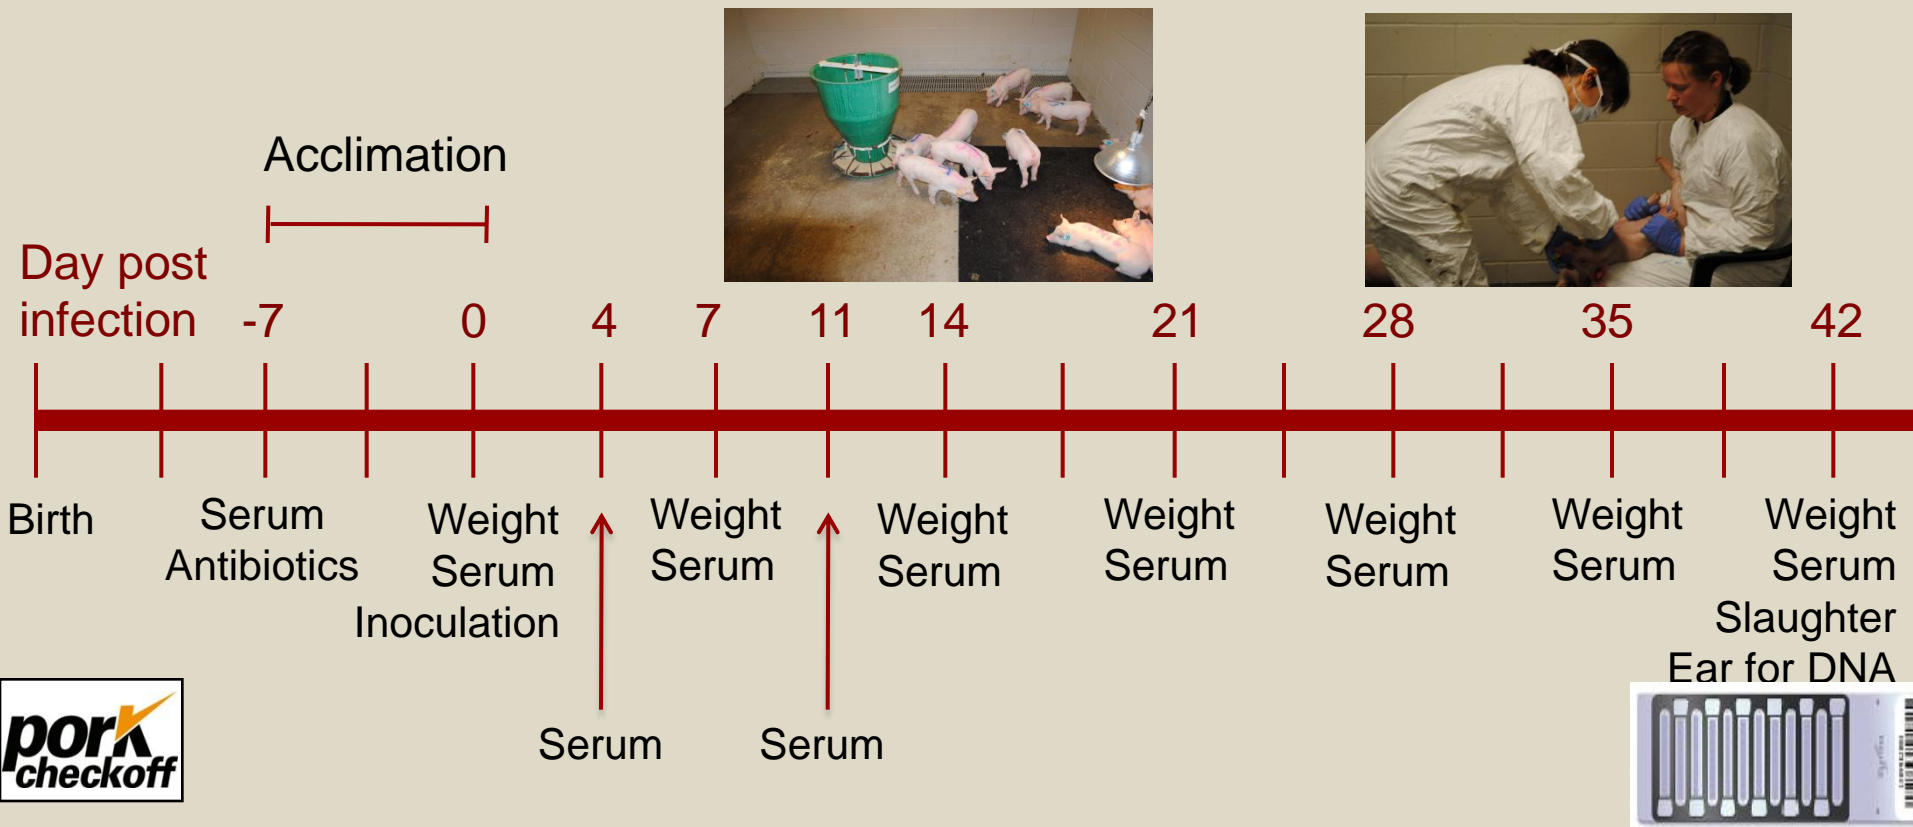 Acclimation
Day post
infection
-7 0 4 7 11 14 21 28 35 42
Birth
Serum
Antibiotics
Weight
Serum
Inoculation
Weight
Serum
Weight
Serum
Weight
Serum
Weight
Serum
Weight
Serum
Weight
Serum
Slaughter
Ear for DNA
Serum
Serum
pork
checkoff